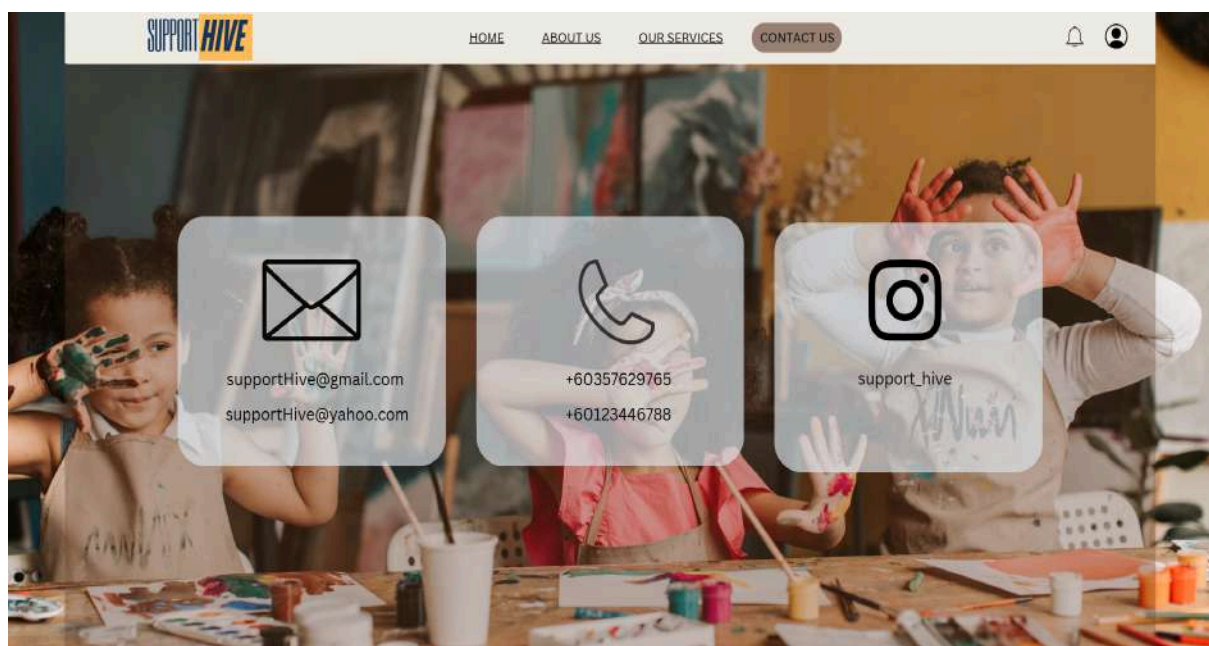 SUPPORT HIVE
HOME ABOUT US OUR SERVICES CONTACT US
supportHive@gmail.com
supportHive@yahoo.com
+60357629765
+60123446788
support_hive